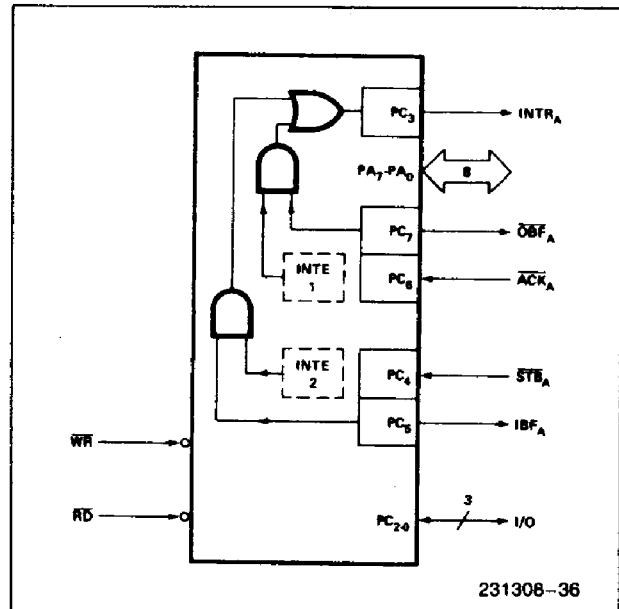 PC3 INTRA
PA7-PA0 8
PC7 OBFA
INTE 1 PC6 ACKA
INTE 2 PC4 STBA
PC5 IBFA
WR
RD
PC2-0 3 I/O
231308-36